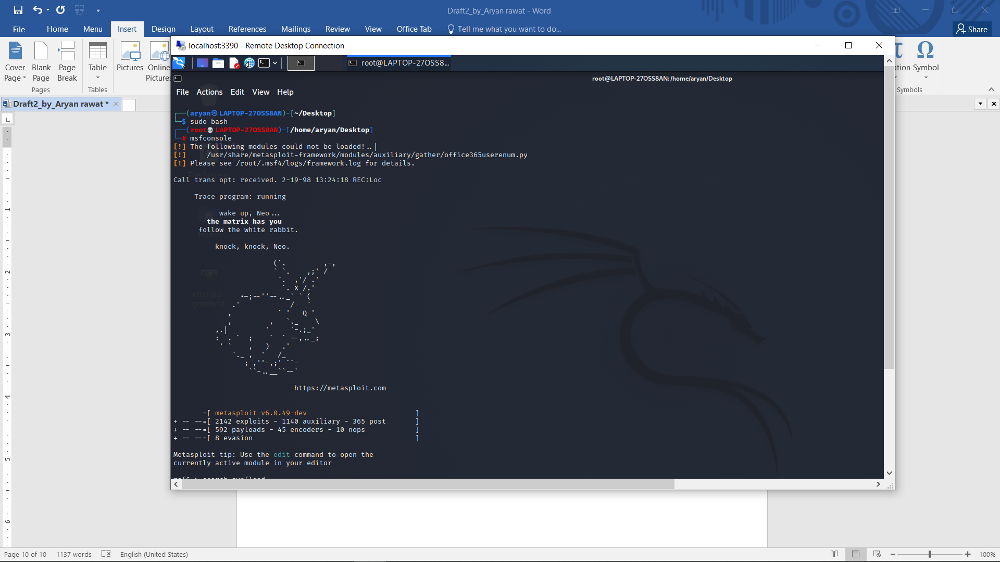 Draft2_by_Aryan rawat - Word
File Home Menu Insert Design Layout References Mailings Review View Office Tab Tell me what you want to do... Share
Cover Page
Blank Page
Page Break
Table
Pictures
Online Pictures
Symbol
Pages
Tables
Symbols
Draft2_by_Aryan rawat *
localhost:3390 - Remote Desktop Connection
root@LAPTOP-27OSS8...
root@LAPTOP-27OSS8AN: /home/aryan/Desktop
File Actions Edit View Help
(aryan㉿LAPTOP-27OSS8AN)-[~/Desktop]
$ sudo bash
(root💀LAPTOP-27OSS8AN)-[/home/aryan/Desktop]
# msfconsole
[!] The following modules could not be loaded!..|
[!]     /usr/share/metasploit-framework/modules/auxiliary/gather/office365userenum.py
[!] Please see /root/.msf4/logs/framework.log for details.
Call trans opt: received. 2-19-98 13:24:18 REC:Loc
Trace program: running
wake up, Neo...
the matrix has you
follow the white rabbit.
knock, knock, Neo.
https://metasploit.com
=[ metasploit v6.0.49-dev ]
+ -- --=[ 2142 exploits - 1140 auxiliary - 365 post ]
+ -- --=[ 592 payloads - 45 encoders - 10 nops ]
+ -- --=[ 8 evasion ]
Metasploit tip: Use the edit command to open the
currently active module in your editor
Home
ettercap-graphical
Page 10 of 10 1137 words English (United States) 100%